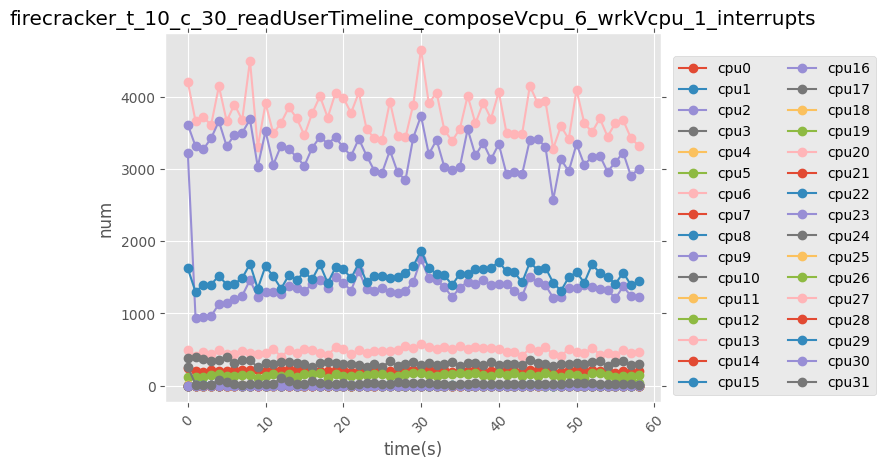 firecracker_t_10_c_30_readUserTimeline_composeVcpu_6_wrkVcpu_1_interrupts
4000
3000
2000
1000
0
num
0
10
20
30
40
50
60
time(s)
cpu0
cpu1
cpu2
cpu3
cpu4
cpu5
cpu6
cpu7
cpu8
cpu9
cpu10
cpu11
cpu12
cpu13
cpu14
cpu15
cpu16
cpu17
cpu18
cpu19
cpu20
cpu21
cpu22
cpu23
cpu24
cpu25
cpu26
cpu27
cpu28
cpu29
cpu30
cpu31